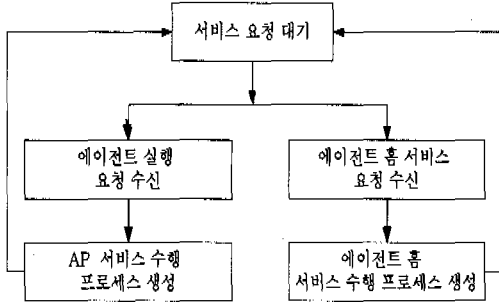 서비스 요청 대기
에이전트 실행
요청 수신
에이전트 홈 서비스
요청 수신
AP 서비스 수행
프로세스 생성
에이전트 홈
서비스 수행 프로세스 생성